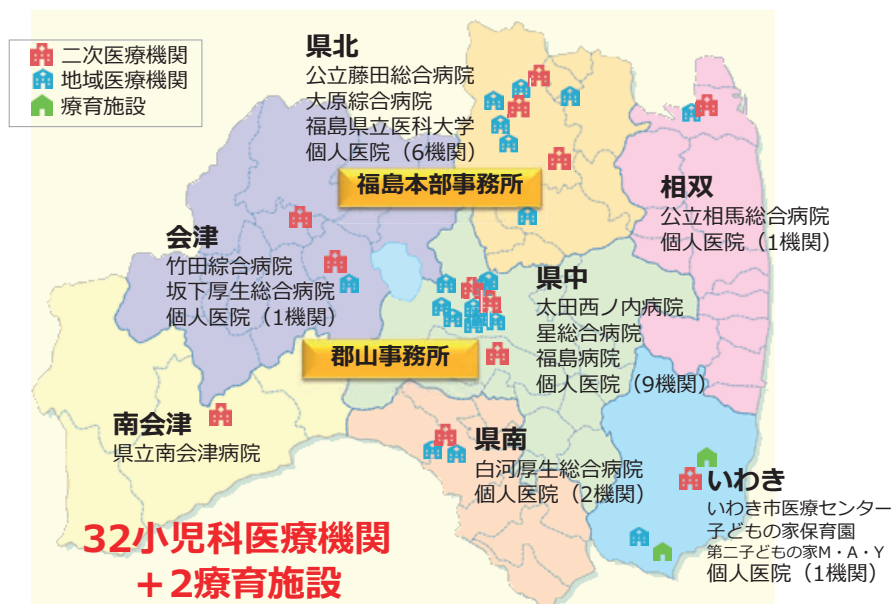 二次医療機関
地域医療機関
療育施設
県北
公立藤田総合病院
大原綜合病院
福島県立医科大学
個人医院（6機関）
福島本部事務所
相双
公立相馬総合病院
個人医院（1機関）
会津
竹田綜合病院
坂下厚生総合病院
個人医院（1機関）
県中
太田西ノ内病院
星総合病院
福島病院
個人医院（9機関）
郡山事務所
南会津
県立南会津病院
県南
白河厚生総合病院
個人医院（2機関）
いわき
いわき市医療センター
子どもの家保育園
第二子どもの家M・A・Y
個人医院（1機関）
32小児科医療機関
＋2療育施設